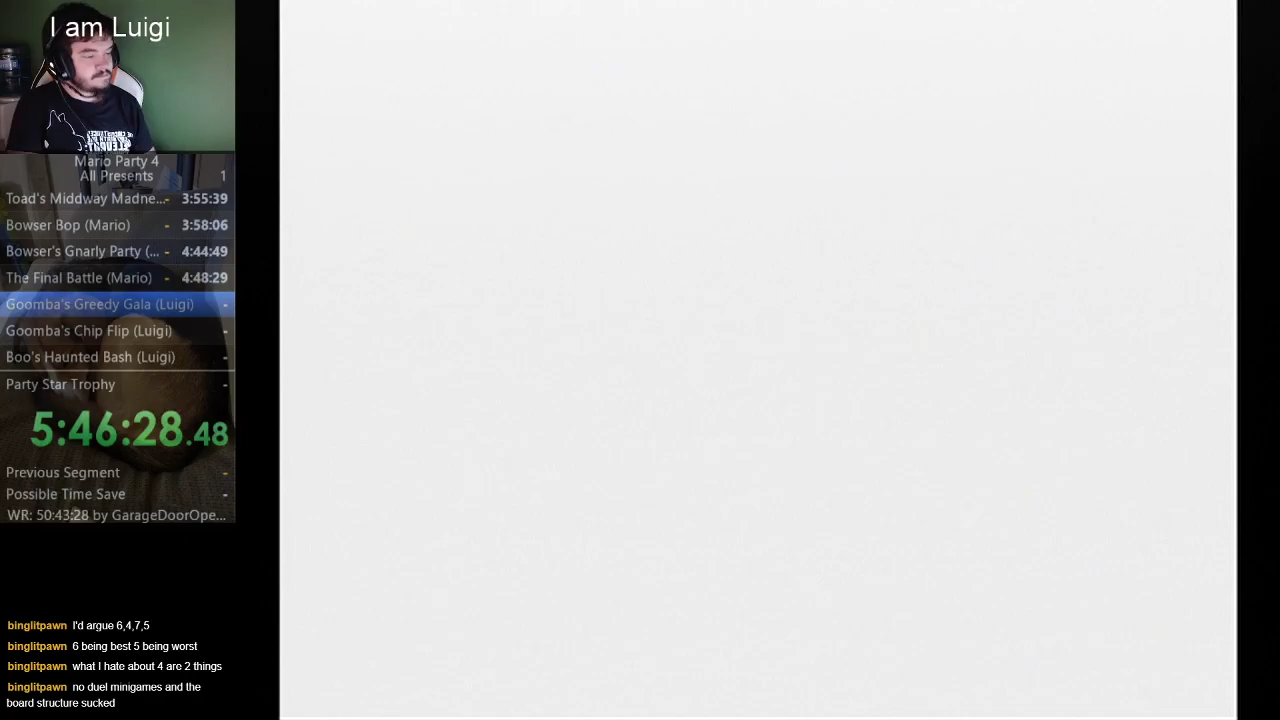 I am Luigi
Mario Party 4
All Presents 1
Toad's Middway Madne... - 3:55:39
Bowser Bop (Mario) - 3:58:06
Bowser's Gnarly Party (... - 4:44:49
The Final Battle (Mario) - 4:48:29
Goomba's Greedy Gala (Luigi) -
Goomba's Chip Flip (Luigi) -
Boo's Haunted Bash (Luigi) -
Party Star Trophy -
5:46:28.48
Previous Segment -
Possible Time Save -
WR: 50:43:28 by GarageDoorOpe...
binglitpawn I'd argue 6,4,7,5
binglitpawn 6 being best 5 being worst
binglitpawn what I hate about 4 are 2 things
binglitpawn no duel minigames and the
board structure sucked